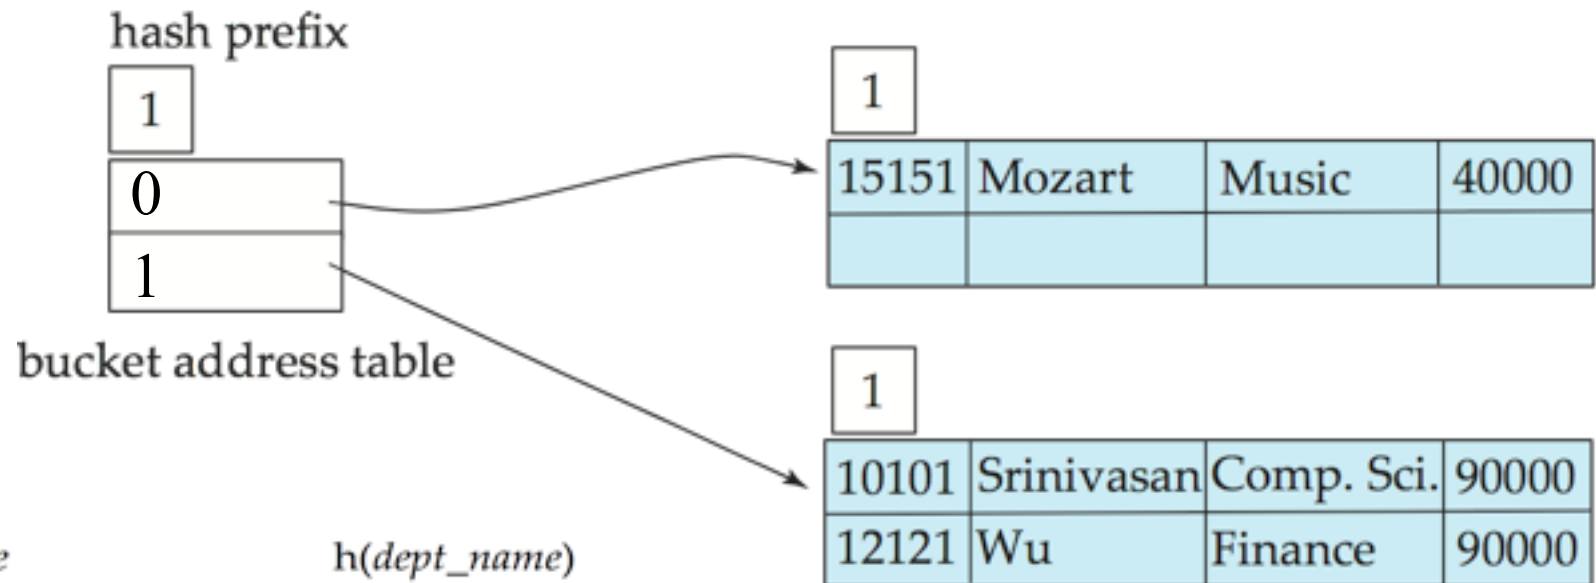 hash prefix
1
0
1
bucket address table
1
15151 Mozart Music 40000
1
10101 Srinivasan Comp. Sci. 90000
12121 Wu Finance 90000
h(dept_name)